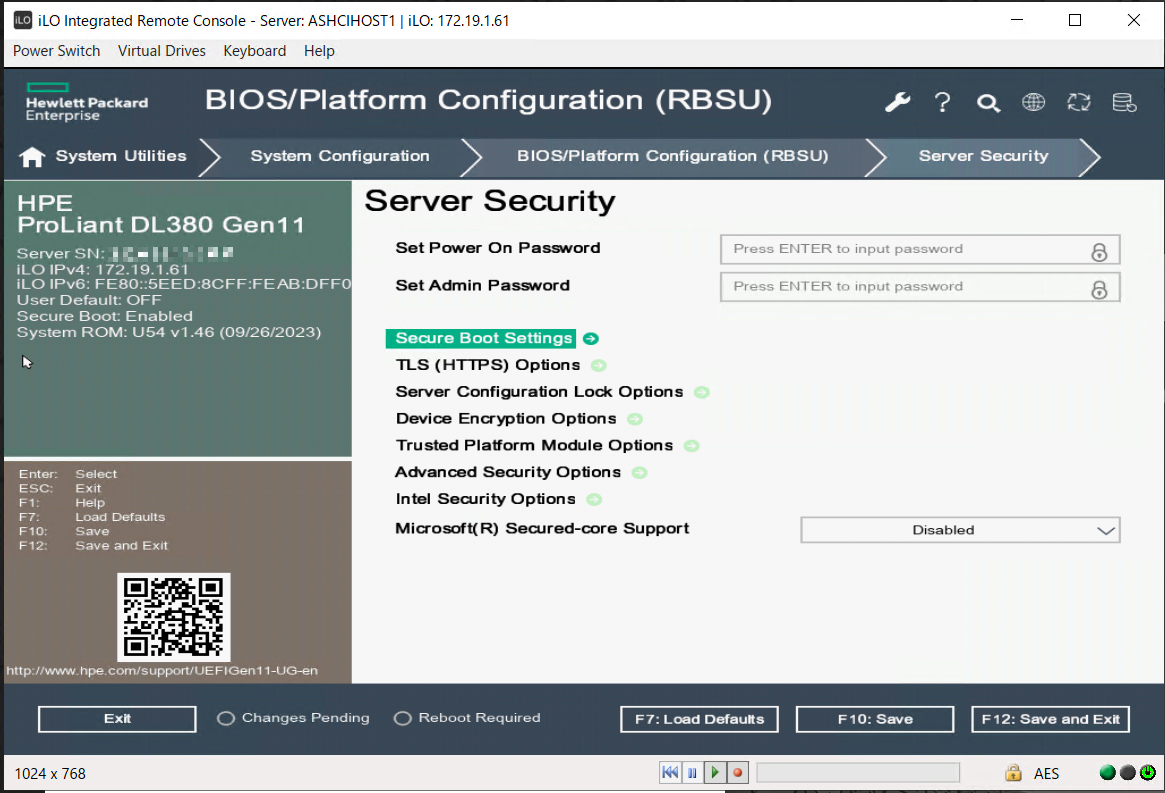 iLO iLO Integrated Remote Console - Server: ASHCIHOST1 | iLO: 172.19.1.61
Power Switch Virtual Drives Keyboard Help
Hewlett Packard
Enterprise
BIOS/Platform Configuration (RBSU)
System Utilities System Configuration BIOS/Platform Configuration (RBSU) Server Security
HPE
ProLiant DL380 Gen11
Server SN:
iLO IPv4: 172.19.1.61
iLO IPv6: FE80::5EED:8CFF:FEAB:DFF0
User Default: OFF
Secure Boot: Enabled
System ROM: U54 v1.46 (09/26/2023)
Enter: Select
ESC: Exit
F1: Help
F7: Load Defaults
F10: Save
F12: Save and Exit
http://www.hpe.com/support/UEFIGen11-UG-en
Server Security
Set Power On Password Press ENTER to input password
Set Admin Password Press ENTER to input password
Secure Boot Settings
TLS (HTTPS) Options
Server Configuration Lock Options
Device Encryption Options
Trusted Platform Module Options
Advanced Security Options
Intel Security Options
Microsoft(R) Secured-core Support Disabled
Exit Changes Pending Reboot Required F7: Load Defaults F10: Save F12: Save and Exit
1024 x 768 AES